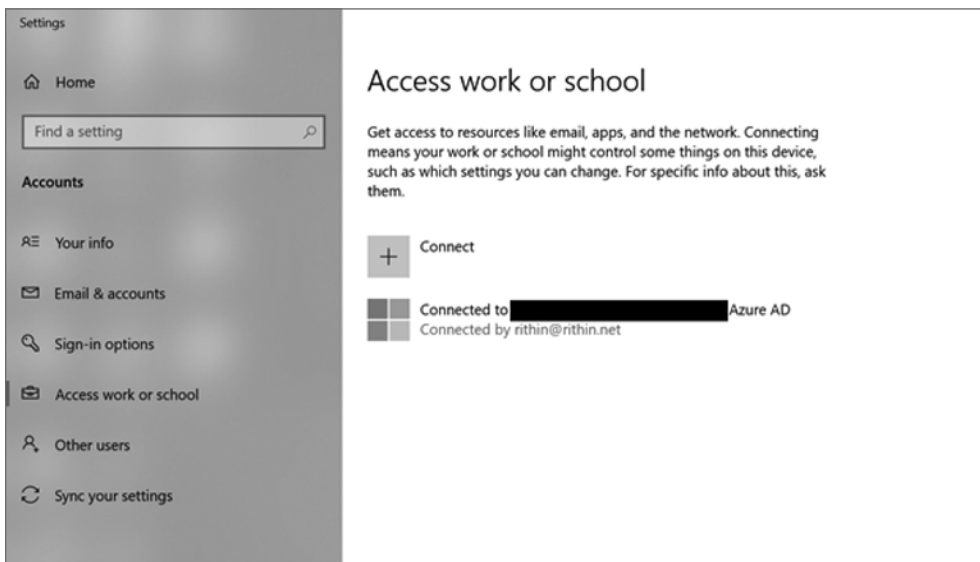 Settings
Home
Find a setting
Accounts
Your info
Email & accounts
Sign-in options
Access work or school
Other users
Sync your settings
Access work or school
Get access to resources like email, apps, and the network. Connecting
means your work or school might control some things on this device,
such as which settings you can change. For specific info about this, ask
them.
Connect
Connected to Azure AD
Connected by rithin@rithin.net